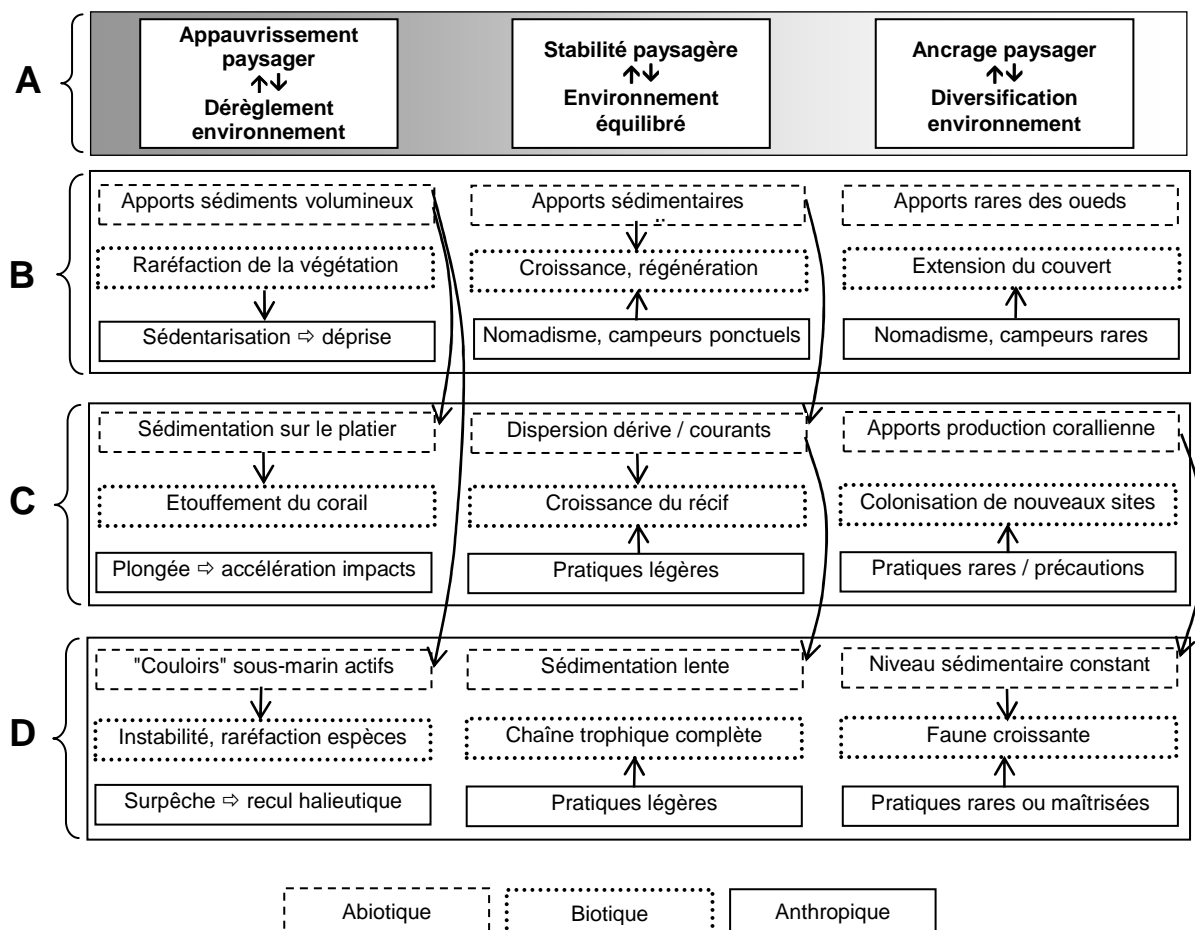 A
Appauvrissement
paysager
Dérèglement
environnement
Stabilité paysagère
Environnement
équilibré
Ancrage paysager
Diversification
environnement
B
Apports sédiments volumineux
Raréfaction de la végétation
Sédentarisation ⇨ déprise
Apports sédimentaires
Croissance, régénération
Nomadisme, campeurs ponctuels
Apports rares des oueds
Extension du couvert
Nomadisme, campeurs rares
C
Sédimentation sur le platier
Etouffement du corail
Plongée ⇨ accélération impacts
Dispersion dérive / courants
Croissance du récif
Pratiques légères
Apports production corallienne
Colonisation de nouveaux sites
Pratiques rares / précautions
D
"Couloirs" sous-marin actifs
Instabilité, raréfaction espèces
Surpêche ⇨ recul halieutique
Sédimentation lente
Chaîne trophique complète
Pratiques légères
Niveau sédimentaire constant
Faune croissante
Pratiques rares ou maîtrisées
Abiotique
Biotique
Anthropique